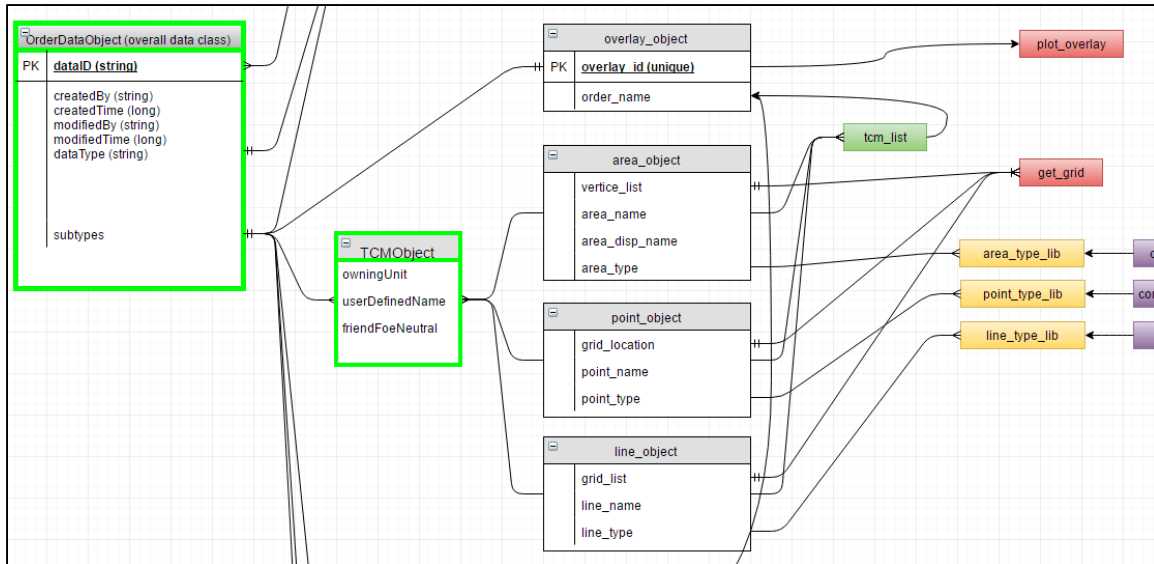 OrderDataObject (overall data class)
PK dataID (string)
createdBy (string)
createdTime (long)
modifiedBy (string)
modifiedTime (long)
dataType (string)
subtypes
TCMObject
owningUnit
userDefinedName
friendFoeNeutral
overlay_object
PK overlay_id (unique)
order_name
area_object
vertice_list
area_name
area_disp_name
area_type
point_object
grid_location
point_name
point_type
line_object
grid_list
line_name
line_type
plot_overlay
tcm_list
get_grid
area_type_lib
point_type_lib
line_type_lib